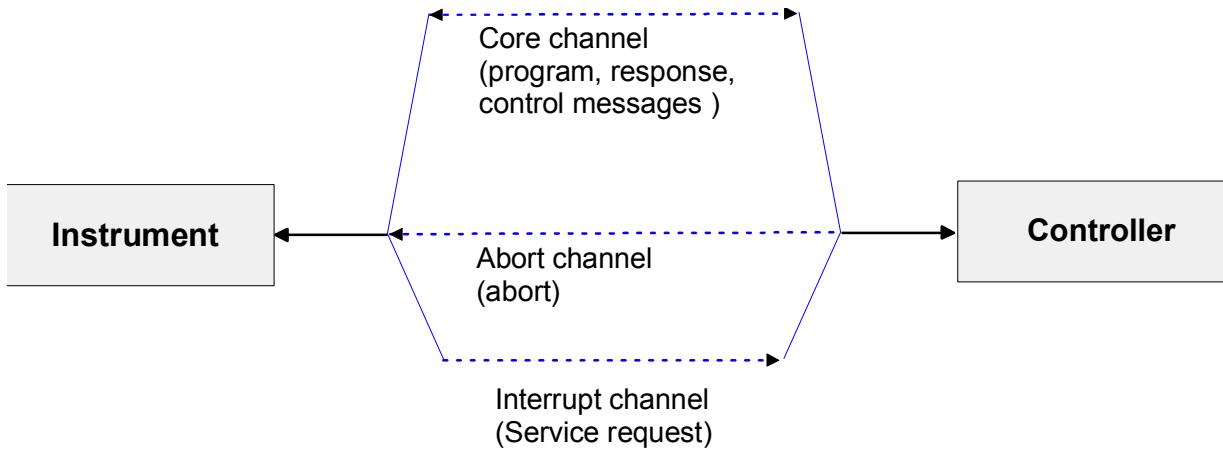 Core channel
(program, response,
control messages )
Instrument
Controller
Abort channel
(abort)
Interrupt channel
(Service request)